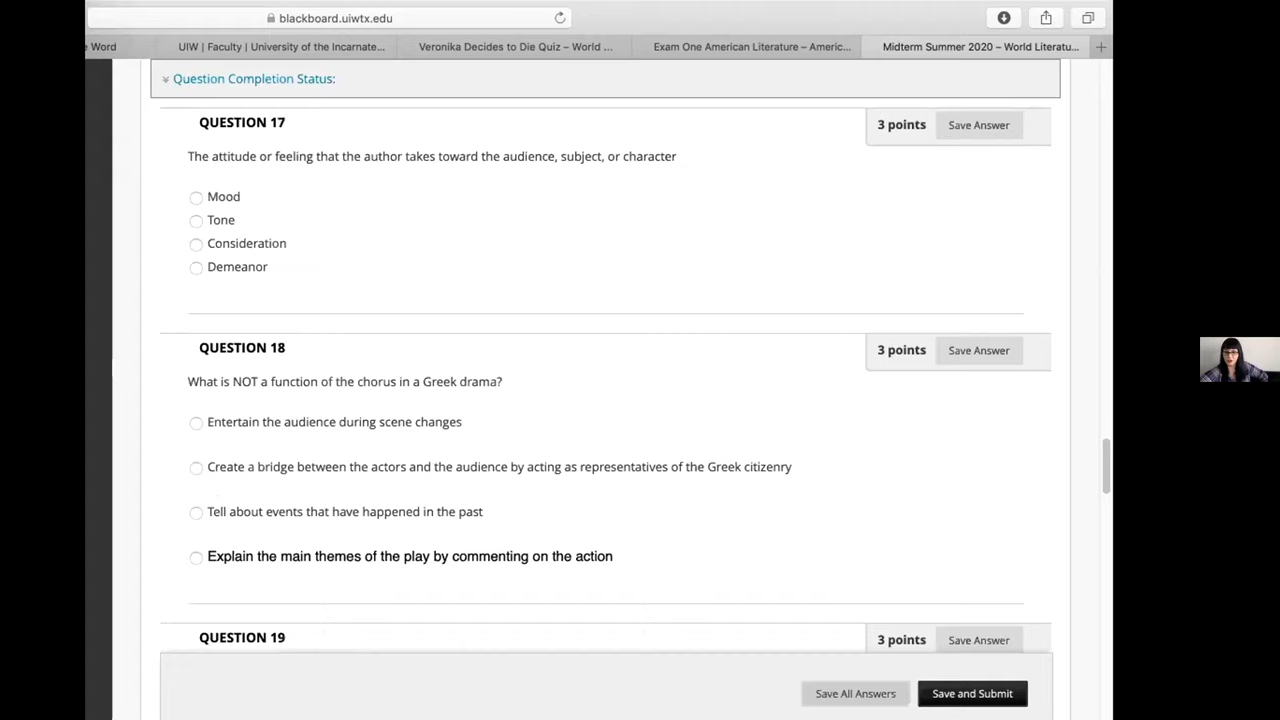 blackboard.uiwtx.edu
e Word
UIW | Faculty | University of the Incarnate...
Veronika Decides to Die Quiz – World ...
Exam One American Literature – Americ...
Midterm Summer 2020 – World Literatu...
Question Completion Status:
QUESTION 17
3 points
Save Answer
The attitude or feeling that the author takes toward the audience, subject, or character
Mood
Tone
Consideration
Demeanor
QUESTION 18
3 points
Save Answer
What is NOT a function of the chorus in a Greek drama?
Entertain the audience during scene changes
Create a bridge between the actors and the audience by acting as representatives of the Greek citizenry
Tell about events that have happened in the past
Explain the main themes of the play by commenting on the action
QUESTION 19
3 points
Save Answer
Save All Answers
Save and Submit